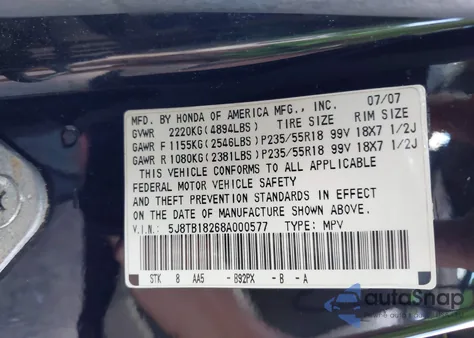 MFD. BY HONDA OF AMERICA MFG., INC. 07/07
GVWR 2220KG(4894LBS) TIRE SIZE RIM SIZE
GAWR F 1155KG(2546LBS)P235/55R18 99V 18X7 1/2J
GAWR R 1080KG(2381LBS)P235/55R18 99V 18X7 1/2J
THIS VEHICLE CONFORMS TO ALL APPLICABLE
FEDERAL MOTOR VEHICLE SAFETY
AND THEFT PREVENTION STANDARDS IN EFFECT ON
THE DATE OF MANUFACTURE SHOWN ABOVE.
V.I.N.: 5J8TB18268A000577 TYPE: MPV
STK 8 AA5 -B92PX -B -A
autoSnap